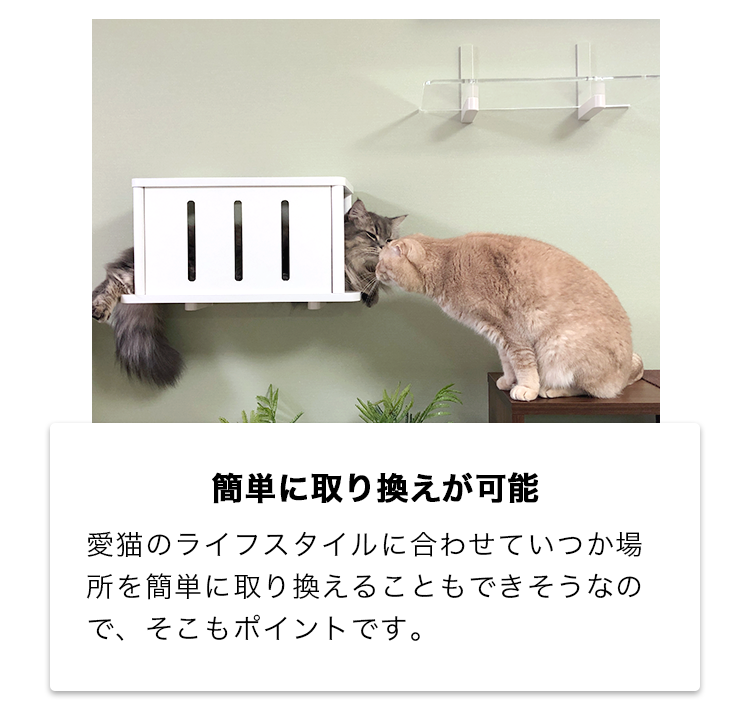 簡単に取り換えが可能
愛猫のライフスタイルに合わせていつか場
所を簡単に取り換えることもできそうなの
で、そこもポイントです。